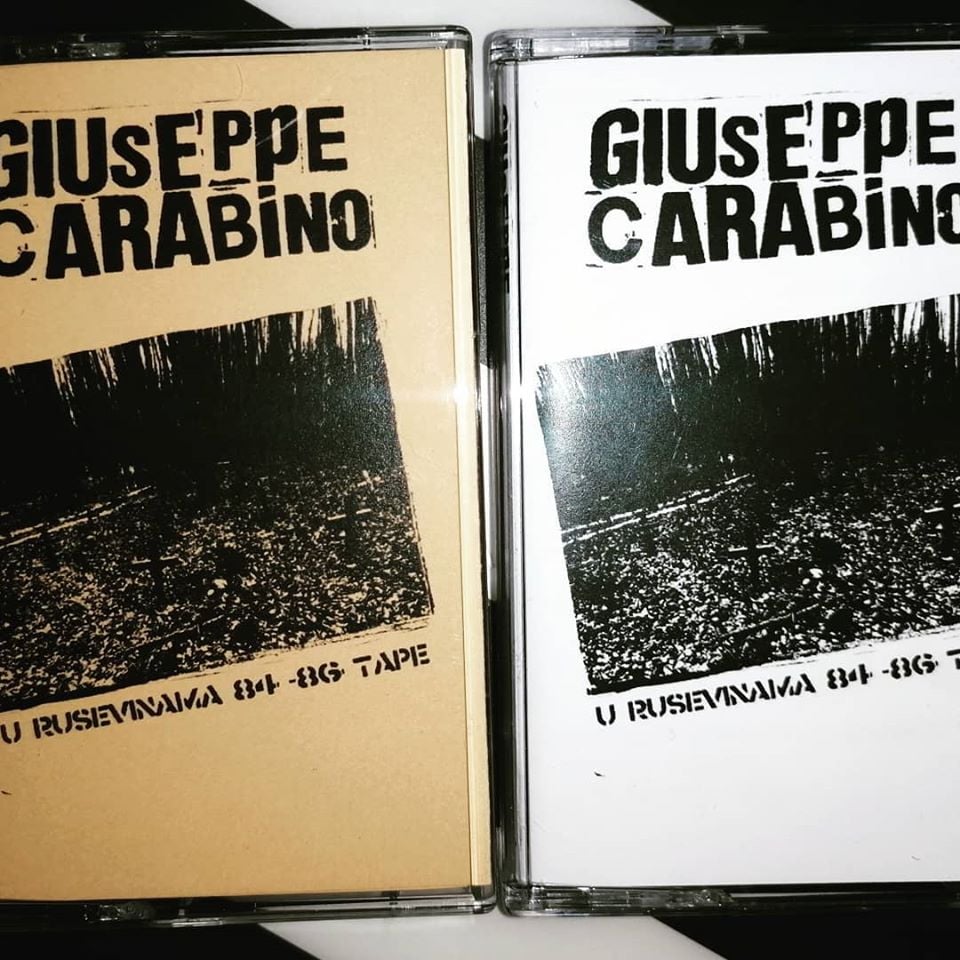 GIUsEppE
CARABiNO
U RUSEVINAMA 84-86 TAPE
GIUsEppE
CARABiNO
U RUSEVINAMA 84-86 T